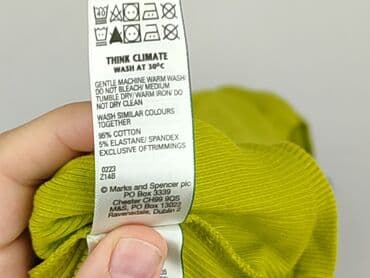 THINK CLIMATE
WASH AT 30°C
GENTLE MACHINE WARM WASH/
DO NOT BLEACH/ MEDIUM
TUMBLE DRY/ WARM IRON/ DO
NOT DRY CLEAN
WASH SIMILAR COLOURS
TOGETHER
95% COTTON
5% ELASTANE/ SPANDEX
EXCLUSIVE OF TRIMMINGS
0223
Z14B
© Marks and Spencer plc
PO Box 3339
Chester CH99 9QS
M&S, PO Box 13022
Ravensdale, Dublin 2